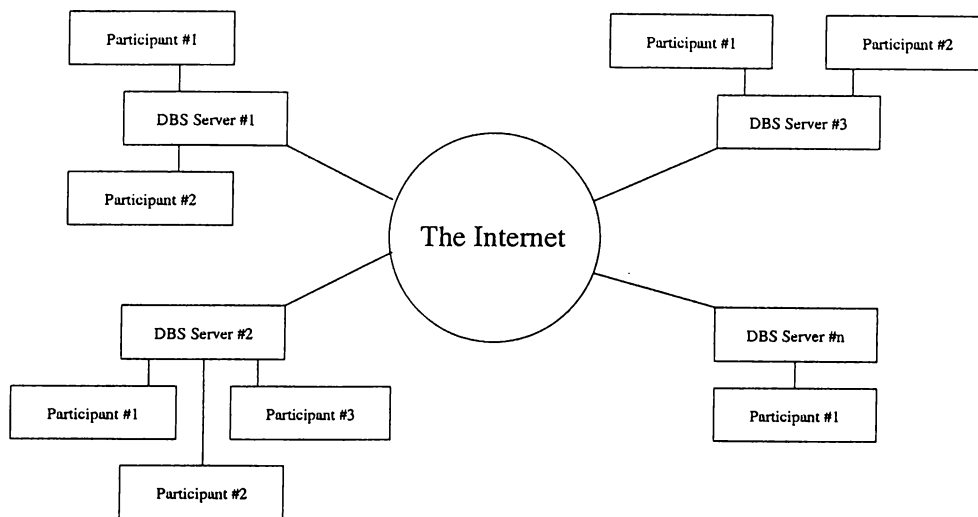 Participant #1
DBS Server #1
Participant #2
Participant #1
Participant #2
DBS Server #3
The Internet
DBS Server #2
Participant #1
Participant #3
Participant #2
DBS Server #n
Participant #1